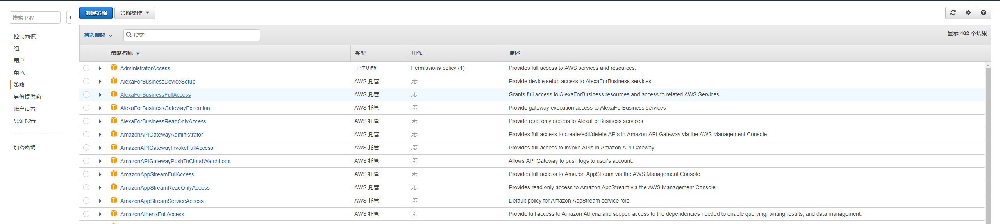 搜索 IAM
控制面板
组
用户
角色
策略
身份提供商
账户设置
凭证报告
加密密钥
创建策略 策略操作
筛选策略 搜索 显示 402 个结果
策略名称 类型 用作 描述
AdministratorAccess 工作功能 Permissions policy (1) Provides full access to AWS services and resources.
AlexaForBusinessDeviceSetup AWS 托管 无 Provide device setup access to AlexaForBusiness services
AlexaForBusinessFullAccess AWS 托管 无 Grants full access to AlexaForBusiness resources and access to related AWS Services
AlexaForBusinessGatewayExecution AWS 托管 无 Provide gateway execution access to AlexaForBusiness services
AlexaForBusinessReadOnlyAccess AWS 托管 无 Provide read only access to AlexaForBusiness services
AmazonAPIGatewayAdministrator AWS 托管 无 Provides full access to create/edit/delete APIs in Amazon API Gateway via the AWS Management Console.
AmazonAPIGatewayInvokeFullAccess AWS 托管 无 Provides full access to invoke APIs in Amazon API Gateway.
AmazonAPIGatewayPushToCloudWatchLogs AWS 托管 无 Allows API Gateway to push logs to user's account.
AmazonAppStreamFullAccess AWS 托管 无 Provides full access to Amazon AppStream via the AWS Management Console.
AmazonAppStreamReadOnlyAccess AWS 托管 无 Provides read only access to Amazon AppStream via the AWS Management Console.
AmazonAppStreamServiceAccess AWS 托管 无 Default policy for Amazon AppStream service role.
AmazonAthenaFullAccess AWS 托管 无 Provide full access to Amazon Athena and scoped access to the dependencies needed to enable querying, writing results, and data management.